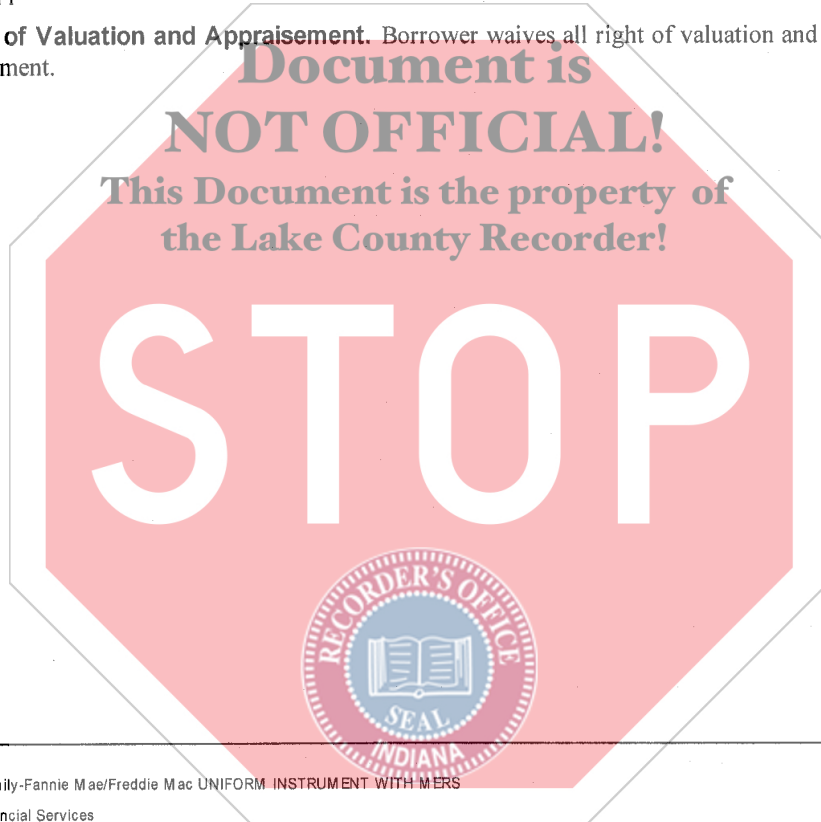 of Valuation and Appraisement. Borrower waives all right of valuation and
ment.
Document is
NOT OFFICIAL!
This Document is the property of
the Lake County Recorder!
STOP
RECORDER'S OFFICE
SEAL
INDIANA
ily-Fannie Mae/Freddie Mac UNIFORM INSTRUMENT WITH MERS
ncial Services